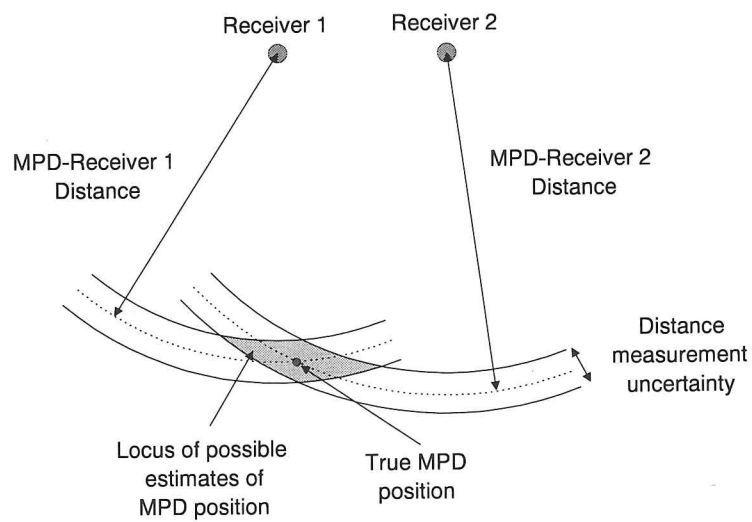 Receiver 1
Receiver 2
MPD-Receiver 1
Distance
MPD-Receiver 2
Distance
Distance
measurement
uncertainty
Locus of possible
estimates of
MPD position
True MPD
position